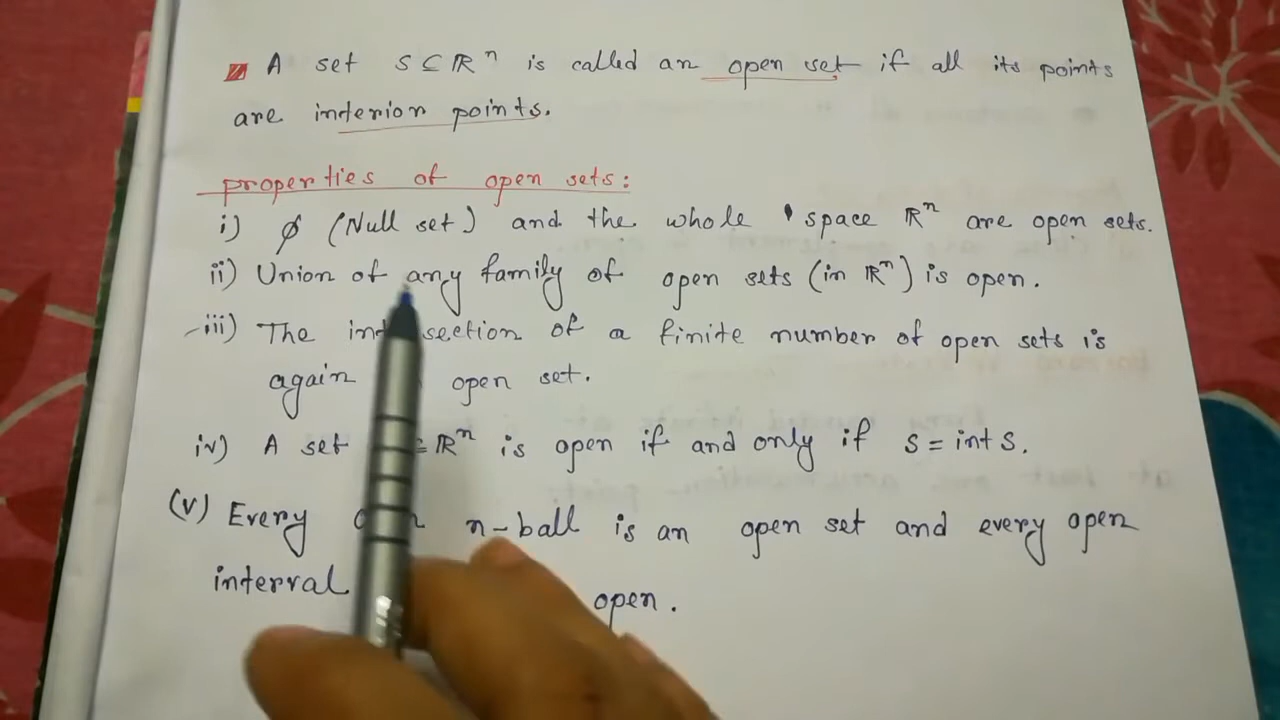 A set S⊆ℝⁿ is called an open set if all its points
are interior points.
properties of open sets:
i) φ (Null set) and the whole space ℝⁿ are open sets.
ii) Union of any family of open sets (in ℝⁿ) is open.
iii) The section of a finite number of open sets is
again open set.
iv) A set ℝⁿ is open if and only if S = int S.
(v) Every n-ball is an open set and every open
interval open.